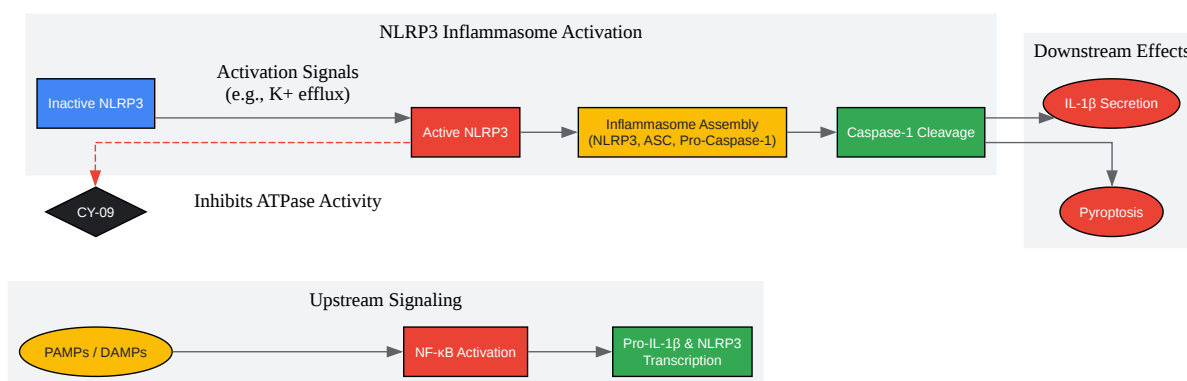 NLRP3 Inflammasome Activation
Downstream Effects
Activation Signals
(e.g., K+ efflux)
Inactive NLRP3
Active NLRP3
Inflammasome Assembly
(NLRP3, ASC, Pro-Caspase-1)
Caspase-1 Cleavage
IL-1β Secretion
Pyroptosis
CY-09
Inhibits ATPase Activity
Upstream Signaling
PAMPs / DAMPs
NF-κB Activation
Pro-IL-1β & NLRP3
Transcription